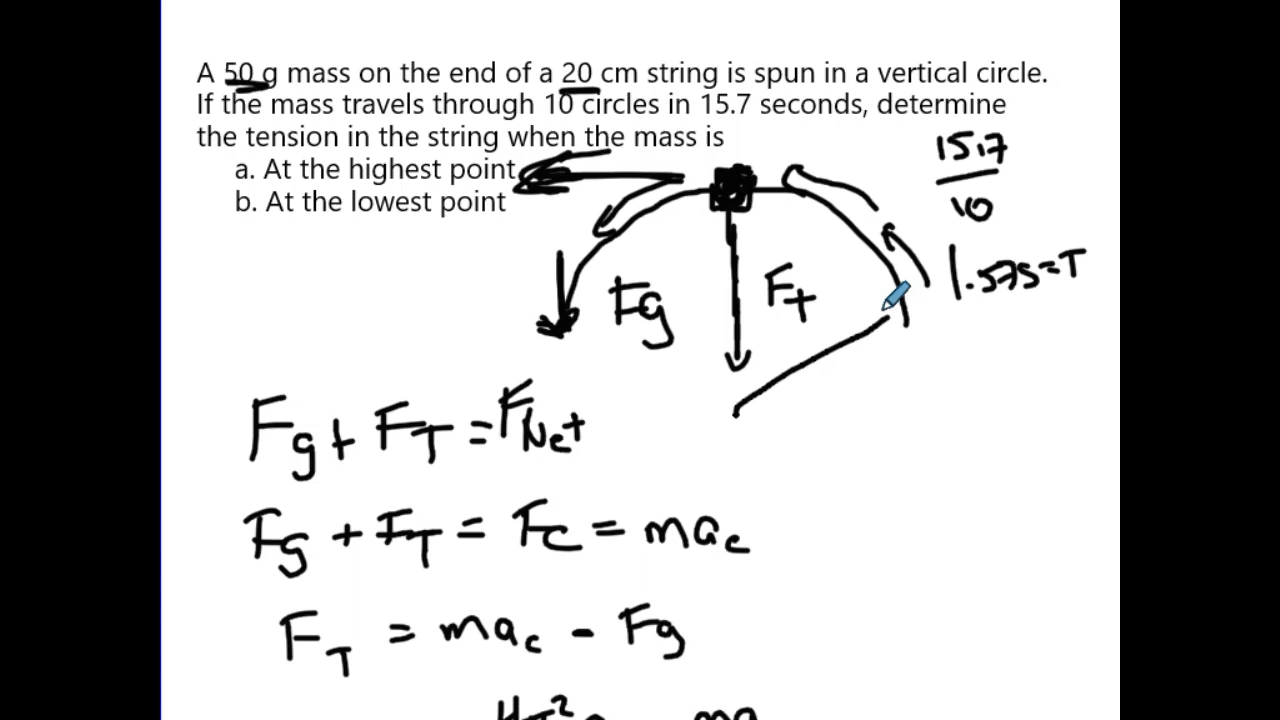 A 50 g mass on the end of a 20 cm string is spun in a vertical circle.
If the mass travels through 10 circles in 15.7 seconds, determine
the tension in the string when the mass is
a. At the highest point
b. At the lowest point
15.7
10
1.57s=T
Fg
Ft
Fg + FT = FNet
Fg + FT = Fc = mac
FT = mac - Fg